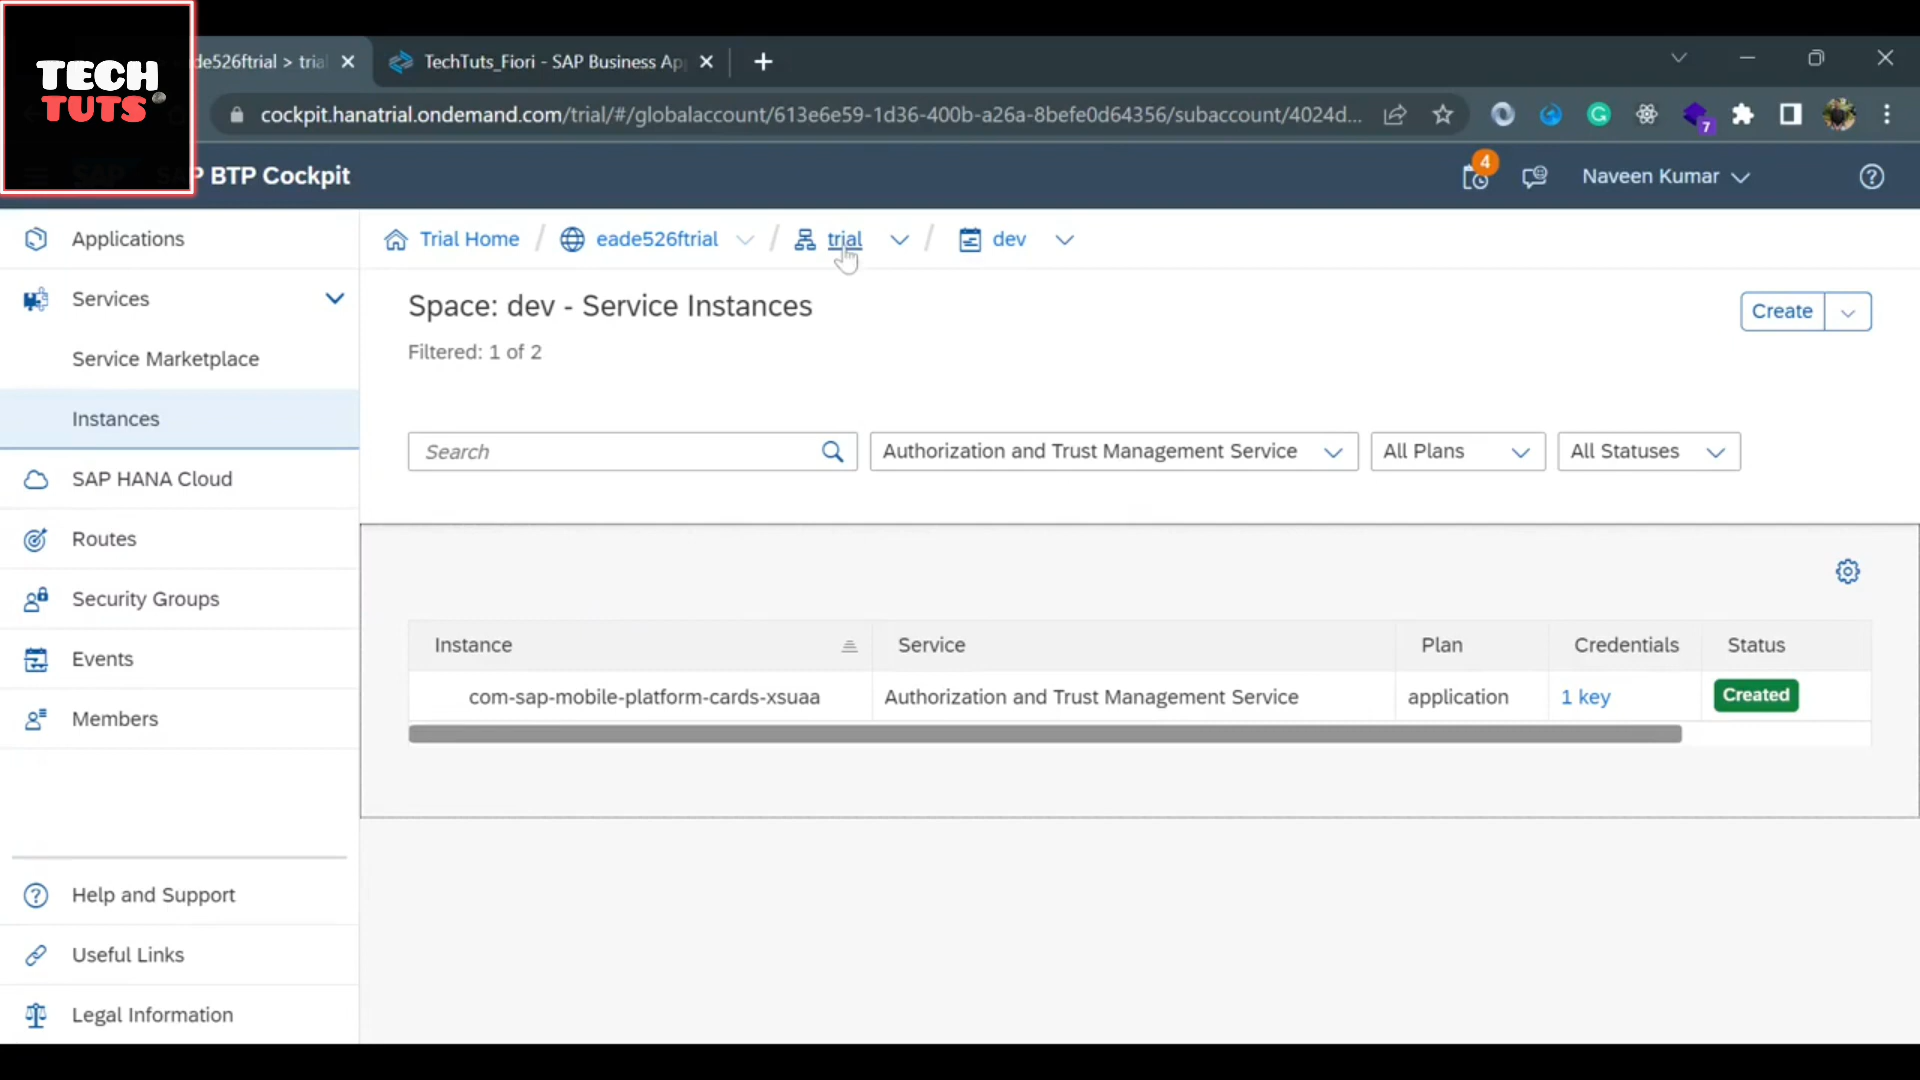 TECH
TUTS
de526ftrial > tria
TechTuts_Fiori - SAP Business Ap
cockpit.hanatrial.ondemand.com/trial/#/globalaccount/613e6e59-1d36-400b-a26a-8befe0d64356/subaccount/4024d...
7
SAP BTP Cockpit
4
Naveen Kumar
Applications
Services
Service Marketplace
Instances
SAP HANA Cloud
Routes
Security Groups
Events
Members
Help and Support
Useful Links
Legal Information
Trial Home / eade526ftrial / trial / dev
Space: dev - Service Instances
Create
Filtered: 1 of 2
Search
Authorization and Trust Management Service
All Plans
All Statuses
Instance Service Plan Credentials Status
com-sap-mobile-platform-cards-xsuaa Authorization and Trust Management Service application 1 key Created